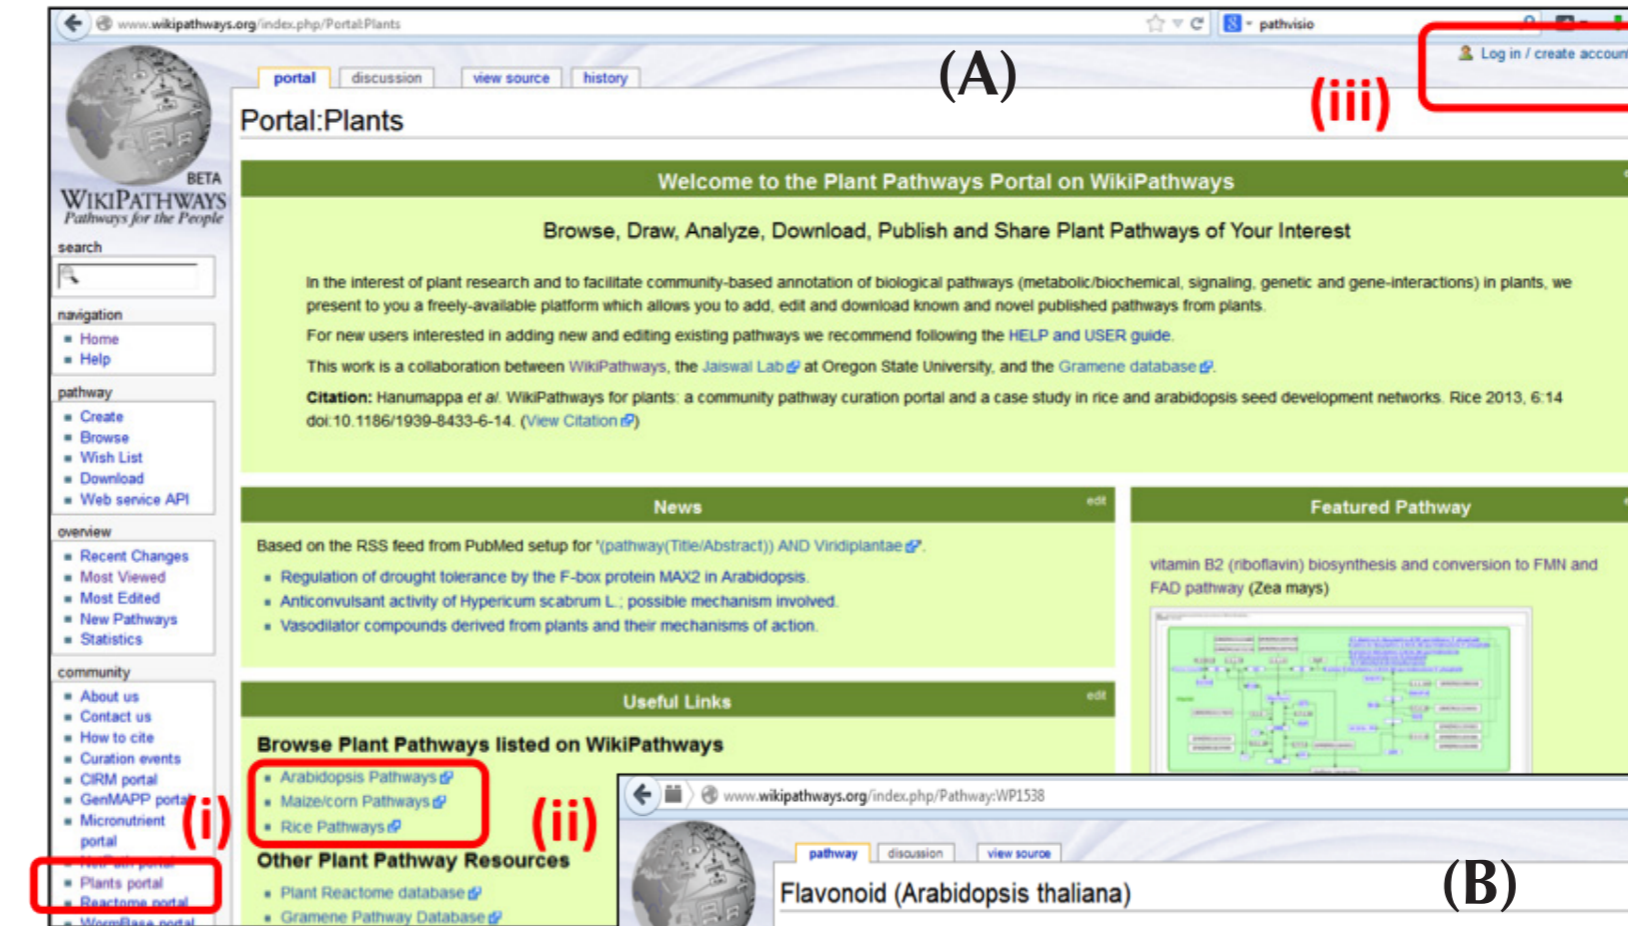 www.wikipathways.org/index.php/Portal:Plants
pathvisio
(A)
Log in / create account
(iii)
portal
discussion
view source
history
Portal:Plants
BETA
WIKIPATHWAYS
Pathways for the People
search
navigation
Home
Help
pathway
Create
Browse
Wish List
Download
Web service API
overview
Recent Changes
Most Viewed
Most Edited
New Pathways
Statistics
community
About us
Contact us
How to cite
Curation events
CIRM portal
GenMAPP portal
Micronutrient
portal
(i)
NetPath portal
Plants portal
Reactome portal
WormBase portal
Welcome to the Plant Pathways Portal on WikiPathways
Browse, Draw, Analyze, Download, Publish and Share Plant Pathways of Your Interest
In the interest of plant research and to facilitate community-based annotation of biological pathways (metabolic/biochemical, signaling, genetic and gene-interactions) in plants, we
present to you a freely-available platform which allows you to add, edit and download known and novel published pathways from plants.
For new users interested in adding new and editing existing pathways we recommend following the HELP and USER guide.
This work is a collaboration between WikiPathways, the Jaiswal Lab at Oregon State University, and the Gramene database.
Citation: Hanumappa et al. WikiPathways for plants: a community pathway curation portal and a case study in rice and arabidopsis seed development networks. Rice 2013, 6:14
doi:10.1186/1939-8433-6-14. (View Citation)
News
edit
Based on the RSS feed from PubMed setup for '(pathway(Title/Abstract)) AND Viridiplantae'.
Regulation of drought tolerance by the F-box protein MAX2 in Arabidopsis.
Anticonvulsant activity of Hypericum scabrum L.; possible mechanism involved.
Vasodilator compounds derived from plants and their mechanisms of action.
Featured Pathway
vitamin B2 (riboflavin) biosynthesis and conversion to FMN and
FAD pathway (Zea mays)
Useful Links
edit
Browse Plant Pathways listed on WikiPathways
Arabidopsis Pathways
Maize/corn Pathways
Rice Pathways
(ii)
Other Plant Pathway Resources
Plant Reactome database
Gramene Pathway Database
www.wikipathways.org/index.php/Pathway:WP1538
pathway
discussion
view source
(B)
Flavonoid (Arabidopsis thaliana)